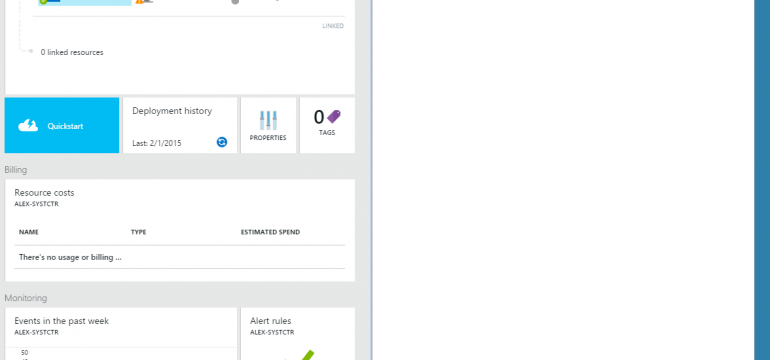 LINKED
0 linked resources
Quickstart
Deployment history
Last: 2/1/2015
PROPERTIES
0
TAGS
Billing
Resource costs
ALEX-SYSTCTR
NAME TYPE ESTIMATED SPEND
There's no usage or billing ...
Monitoring
Events in the past week
ALEX-SYSTCTR
50
Alert rules
ALEX-SYSTCTR